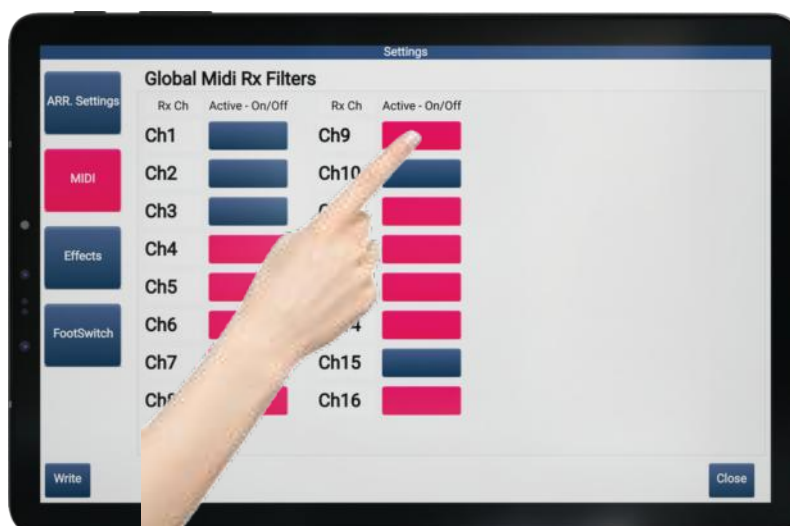 Settings
Global Midi Rx Filters
ARR. Settings
Rx Ch Active - On/Off Rx Ch Active - On/Off
Ch1 Ch9
MIDI
Ch2 Ch10
Ch3
Ch4
Effects
Ch5
Ch6
FootSwitch
Ch7 Ch15
Ch16
Write Close